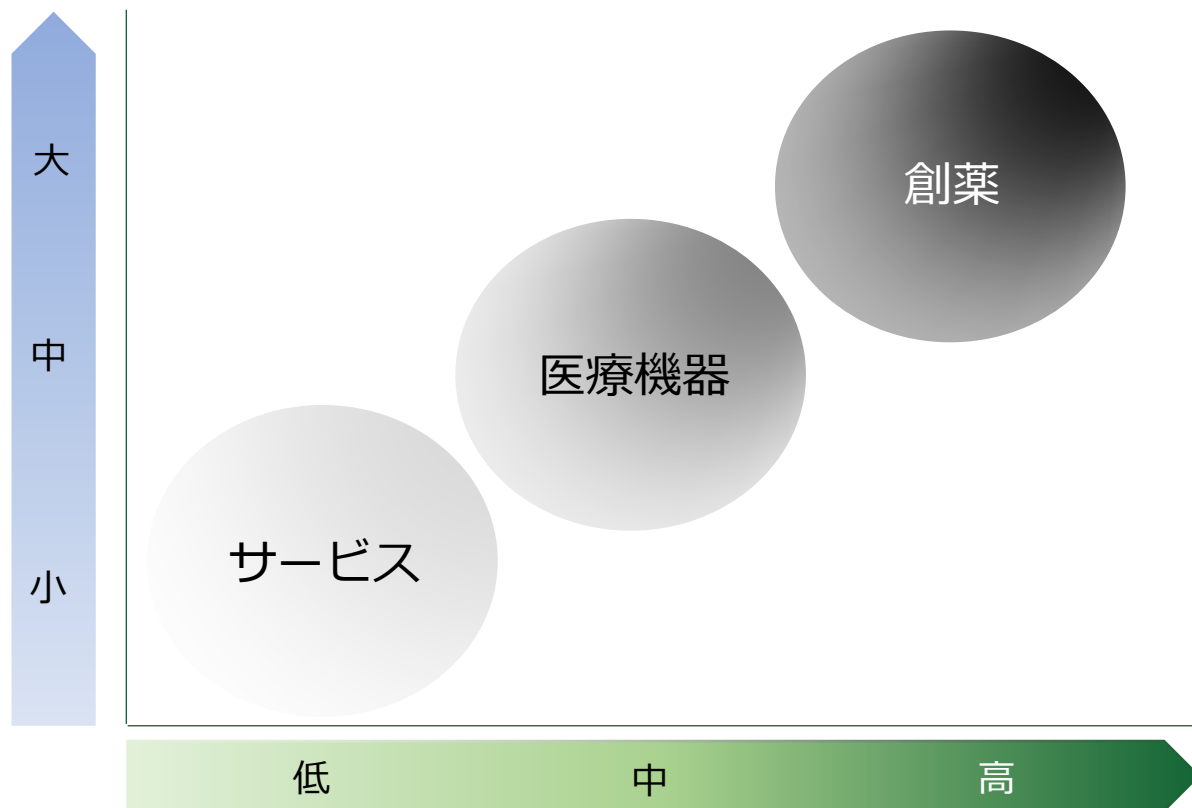 大
創薬
中
医療機器
サービス
小
低
中
高